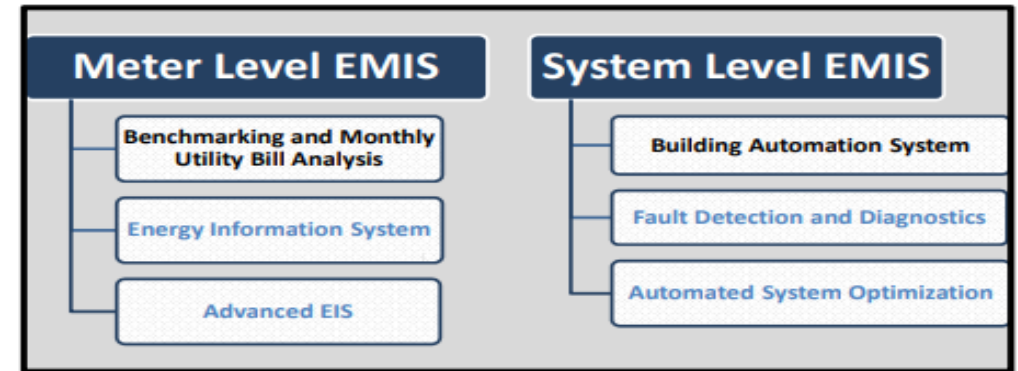 Meter Level EMIS
Benchmarking and Monthly
Utility Bill Analysis
Energy Information System
Advanced EIS
System Level EMIS
Building Automation System
Fault Detection and Diagnostics
Automated System Optimization